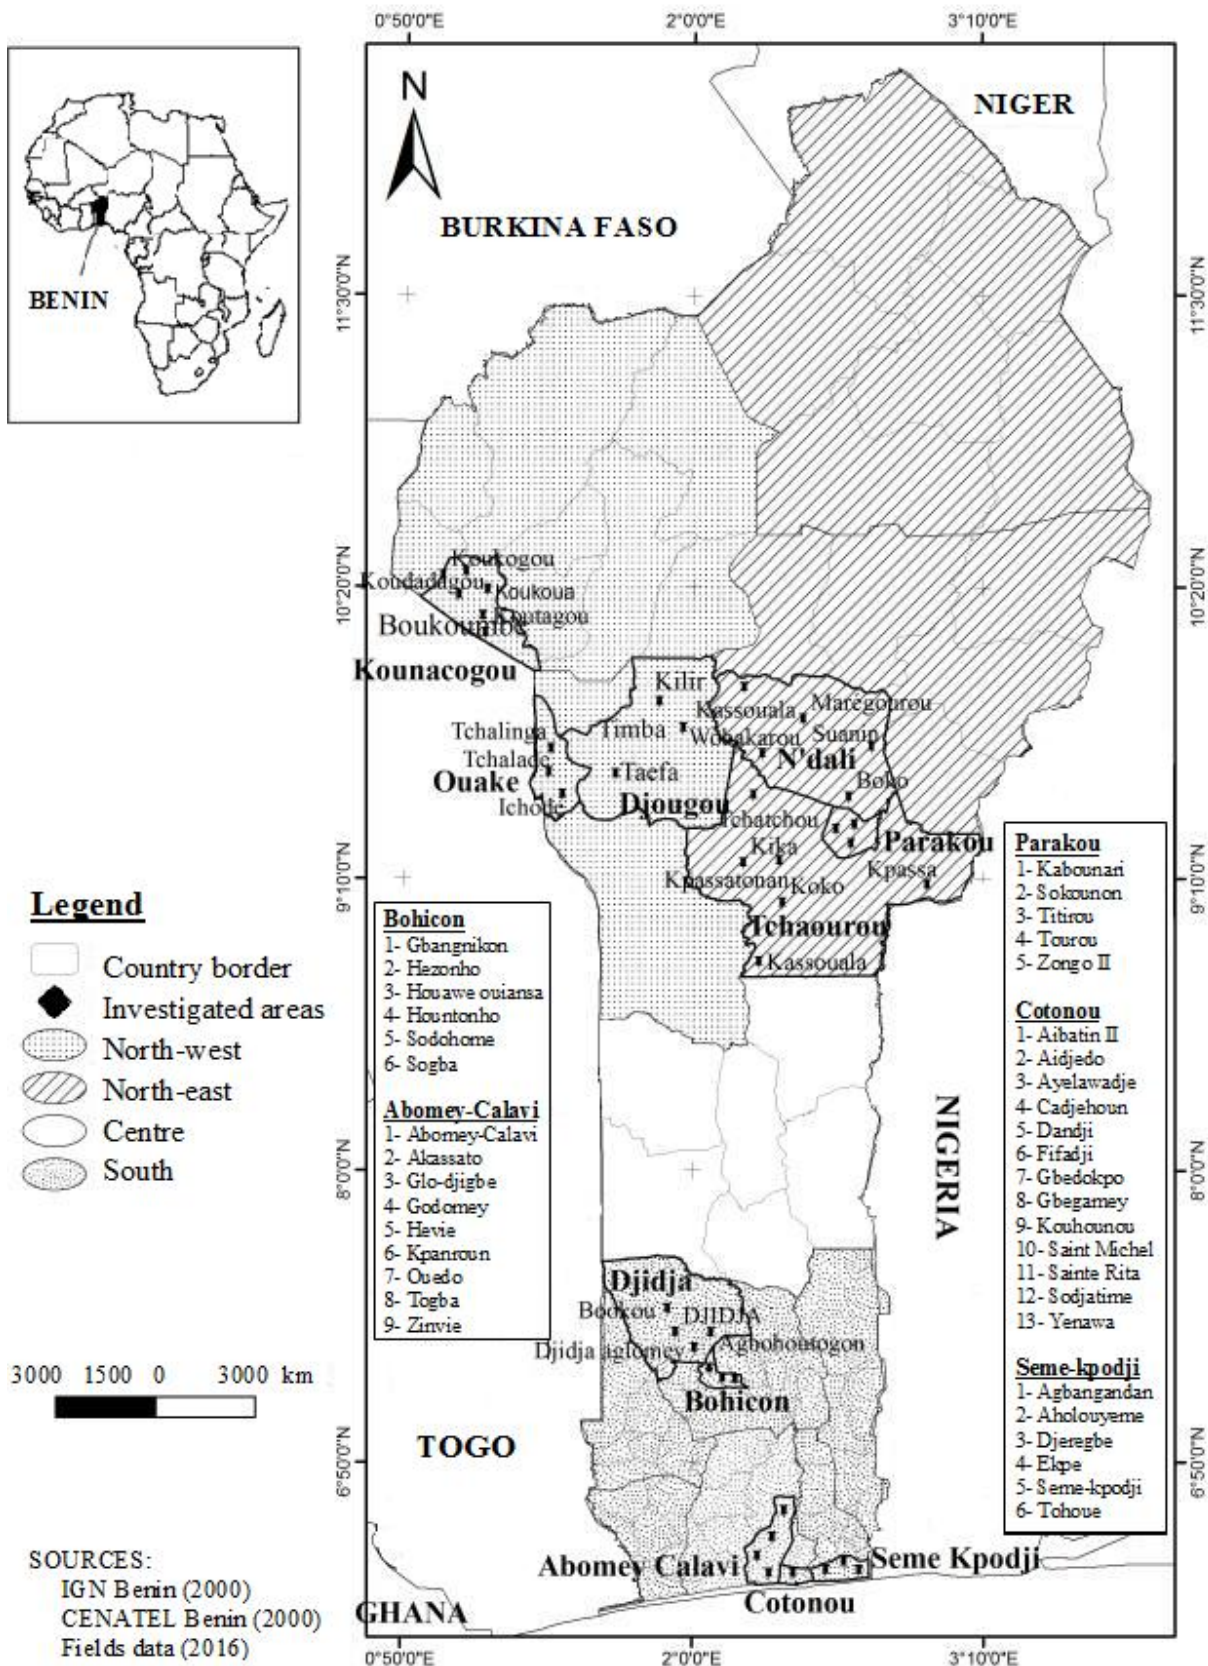 0°50'0"E
2°0'0"E
3°10'0"E
N
NIGER
BURKINA FASO
BENIN
11°30'0"N
11°30'0"N
10°20'0"N
10°20'0"N
Koukogou
Koudadagou
Koukoua
Koutagou
Boukoumbe
Kounacogou
Kilir
Kassouala
Marégourou
Tchalinga
Timba
Wobakarou
Suanin
Tchalade
N'dali
Ouake
Taefa
Boko
Ichode
Djougou
Tchatchou
Parakou
Kika
Kpassa
Kpassatouan
Koko
Tchaourou
Kassouala
9°10'0"N
9°10'0"N
Parakou
1- Kabounari
2- Sokounon
3- Titirou
4- Tourou
5- Zongo II
Cotonou
1- Aibatin II
2- Aidjedo
3- Ayelawadje
4- Cadjehoun
5- Dandji
6- Fifadji
7- Gbedokpo
8- Gbegamey
9- Kouhounou
10- Saint Michel
11- Sainte Rita
12- Sodjatime
13- Yenawa
Seme-kpodji
1- Agbangandan
2- Aholouyeme
3- Djeregbe
4- Ekpe
5- Seme-kpodji
6- Tohoue
Legend
Country border
Investigated areas
North-west
North-east
Centre
South
Bohicon
1- Gbangnikon
2- Hezonho
3- Houawe ouiansa
4- Hountonho
5- Sodohome
6- Sogba
Abomey-Calavi
1- Abomey-Calavi
2- Akassato
3- Glo-djigbe
4- Godomey
5- Hevie
6- Kpanroun
7- Ouedo
8- Togba
9- Zinvie
NIGERIA
8°0'0"N
8°0'0"N
Djidja
Bookou
DJIDJA
Djidja aglomey
Agbohoutogon
Bohicon
3000 1500 0 3000 km
TOGO
6°50'0"N
6°50'0"N
Abomey Calavi
Seme Kpodji
Cotonou
GHANA
SOURCES:
IGN Benin (2000)
CENATEL Benin (2000)
Fields data (2016)
0°50'0"E
2°0'0"E
3°10'0"E